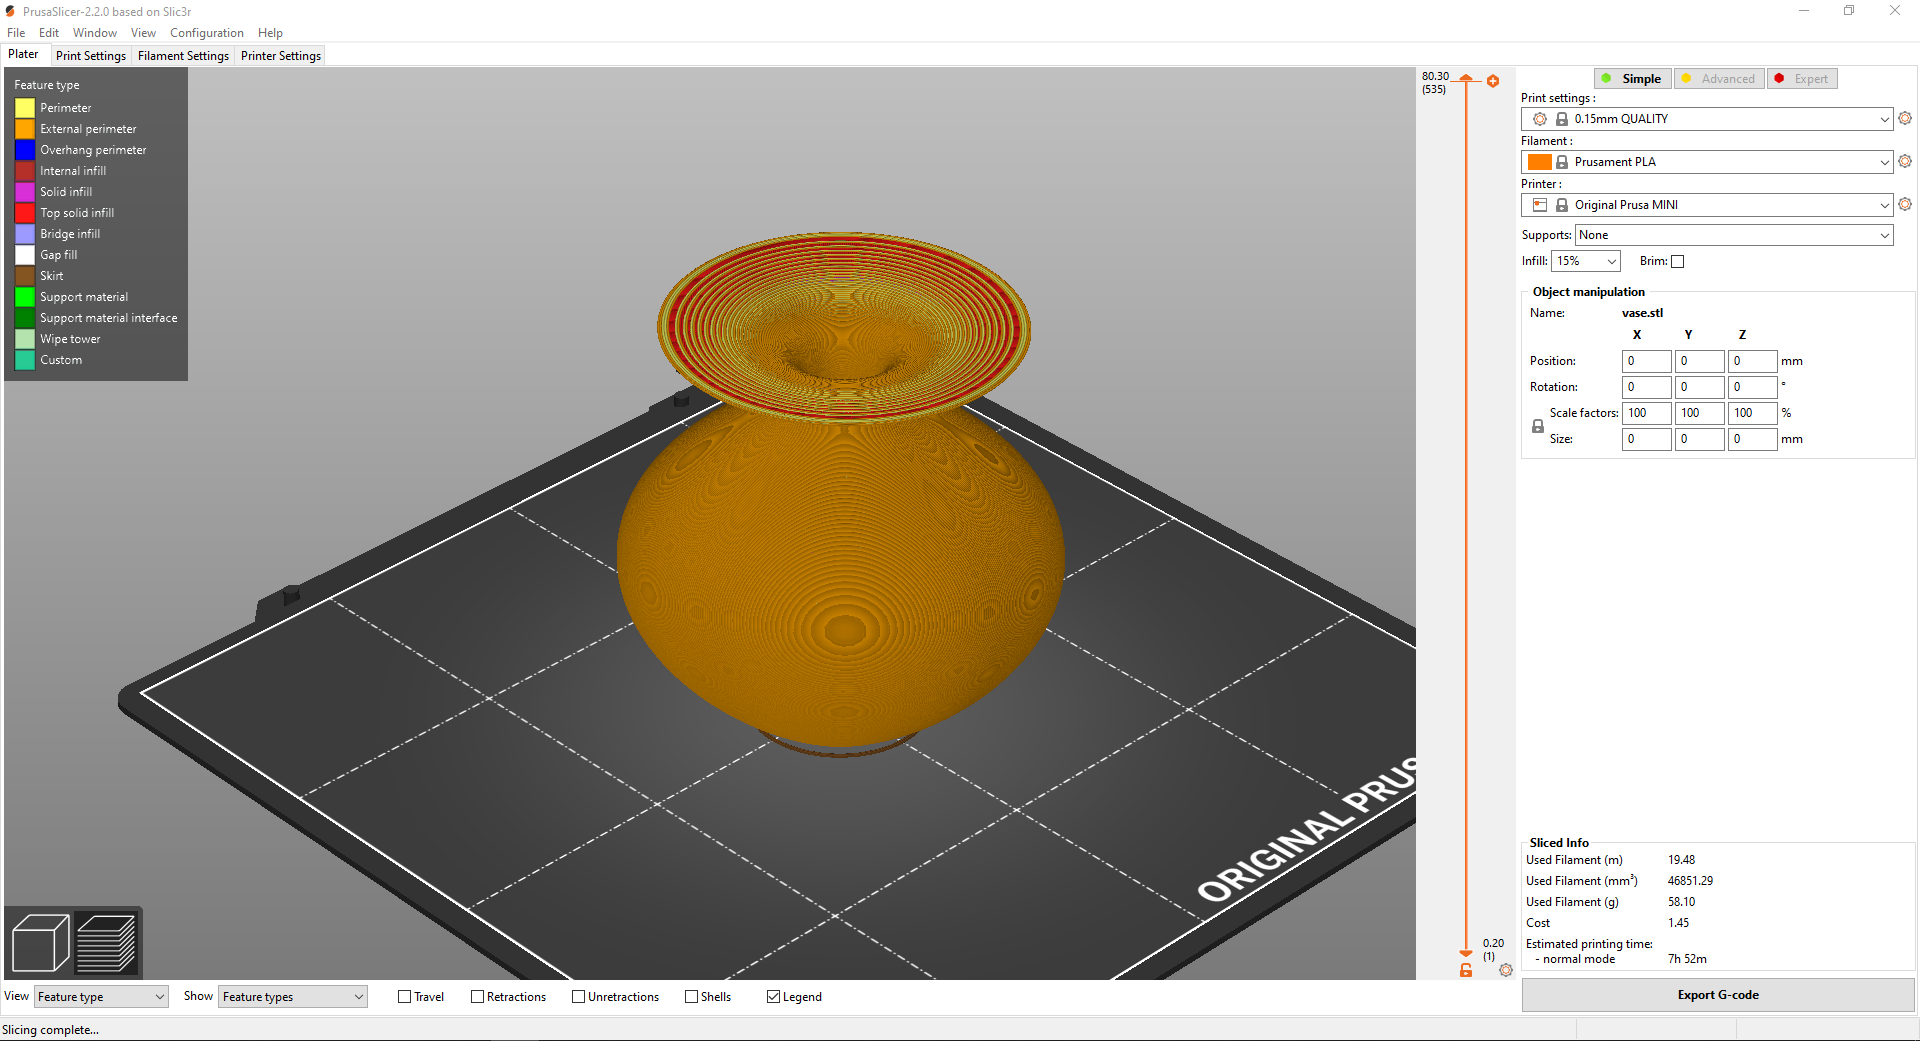 PrusaSlicer-2.2.0 based on Slic3r
File Edit Window View Configuration Help
Plater Print Settings Filament Settings Printer Settings
Feature type
Perimeter
External perimeter
Overhang perimeter
Internal infill
Solid infill
Top solid infill
Bridge infill
Gap fill
Skirt
Support material
Support material interface
Wipe tower
Custom
ORIGINAL PRUS
80.30
(535)
0.20
(1)
Simple Advanced Expert
Print settings :
0.15mm QUALITY
Filament :
Prusament PLA
Printer :
Original Prusa MINI
Supports: None
Infill: 15% Brim:
Object manipulation
Name: vase.stl
X Y Z
Position: 0 0 0 mm
Rotation: 0 0 0 °
Scale factors: 100 100 100 %
Size: 0 0 0 mm
Sliced Info
Used Filament (m) 19.48
Used Filament (mm³) 46851.29
Used Filament (g) 58.10
Cost 1.45
Estimated printing time:
- normal mode 7h 52m
Export G-code
View Feature type Show Feature types Travel Retractions Unretractions Shells Legend
Slicing complete...